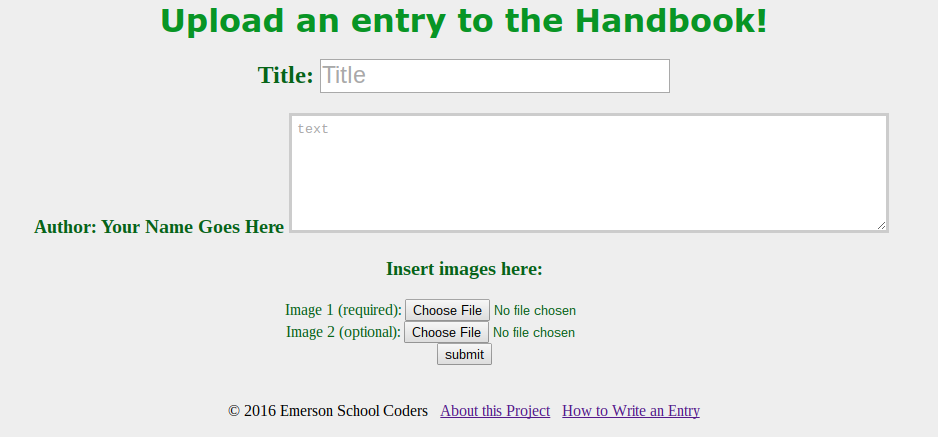 Upload an entry to the Handbook!
Title: Title
text
Author: Your Name Goes Here
Insert images here:
Image 1 (required): Choose File No file chosen
Image 2 (optional): Choose File No file chosen
submit
© 2016 Emerson School Coders About this Project How to Write an Entry